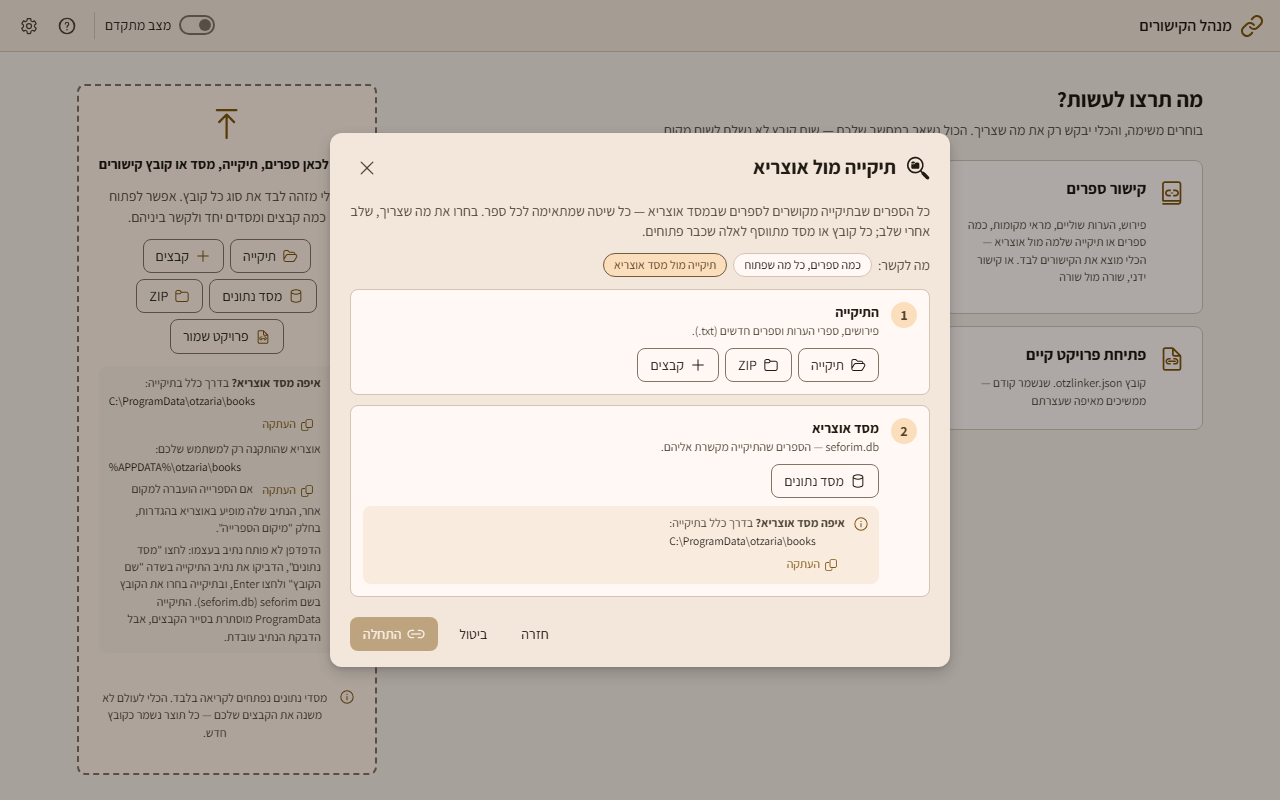 מנהל הקישורים
מצב מתקדם
מה תרצו לעשות?
בוחרים משימה, והכלי יבקש רק את מה שצריך. הכול נשאר במחשב שלכם — שום קובץ לא נשלח לשום מקום
קישור ספרים
פירוש, הערות שוליים, מראי מקומות, כמה
ספרים או תיקייה שלמה מול אוצריא —
הכלי מוצא את הקישורים לבד. או קישור
ידני, שורה מול שורה
פתיחת פרויקט קיים
קובץ otzlinker.json. שנשמר קודם —
ממשיכים מאיפה שעצרתם
תיקייה מול אוצריא
כל הספרים שבתיקייה מקושרים לספרים שבמסד אוצריא — כל שיטה שמתאימה לכל ספר. בחרו את מה שצריך, שלב
אחרי שלב; כל קובץ או מסד מתווסף לאלה שכבר פתוחים.
מה לקשר:
כמה ספרים, כל מה שפתוח
תיקייה מול מסד אוצריא
1
התיקייה
פירושים, ספרי הערות וספרים חדשים (txt.).
תיקייה
ZIP
קבצים
2
מסד אוצריא
seforim.db — הספרים שהתיקייה מקשרת אליהם.
מסד נתונים
איפה מסד אוצריא? בדרך כלל בתיקייה:
C:\ProgramData\otzaria\books
העתקה
חזרה
ביטול
התחלה
לכאן ספרים, תיקייה, מסד או קובץ קישורים
לי מזהה לבד את סוג כל קובץ. אפשר לפתוח
כמה קבצים ומסדים יחד ולקשר ביניהם.
תיקייה
קבצים
מסד נתונים
ZIP
פרויקט שמור
איפה מסד אוצריא? בדרך כלל בתיקייה:
C:\ProgramData\otzaria\books
העתקה
אוצריא שהותקנה רק למשתמש שלכם:
%APPDATA%\otzaria\books
העתקה אם הספרייה הועברה למקום
אחר, הנתיב שלה מופיע באוצריא בהגדרות,
בחלק "מיקום הספרייה".
הדפדפן לא פותח נתיב בעצמו: לחצו "מסד
נתונים", הדביקו את נתיב התיקייה בשדה "שם
הקובץ" ולחצו Enter, ובתיקייה בחרו את הקובץ
בשם seforim (seforim.db). התיקייה
ProgramData מוסתרת בסייר הקבצים, אבל
הדבקת הנתיב עובדת.
מסדי נתונים נפתחים לקריאה בלבד. הכלי לעולם לא
משנה את הקבצים שלכם — כל תוצר נשמר כקובץ
חדש.